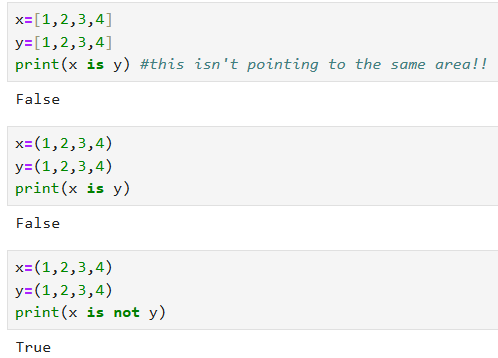 x=[1,2,3,4]
y=[1,2,3,4]
print(x is y) #this isn't pointing to the same area!!
False
x=(1,2,3,4)
y=(1,2,3,4)
print(x is y)
False
x=(1,2,3,4)
y=(1,2,3,4)
print(x is not y)
True